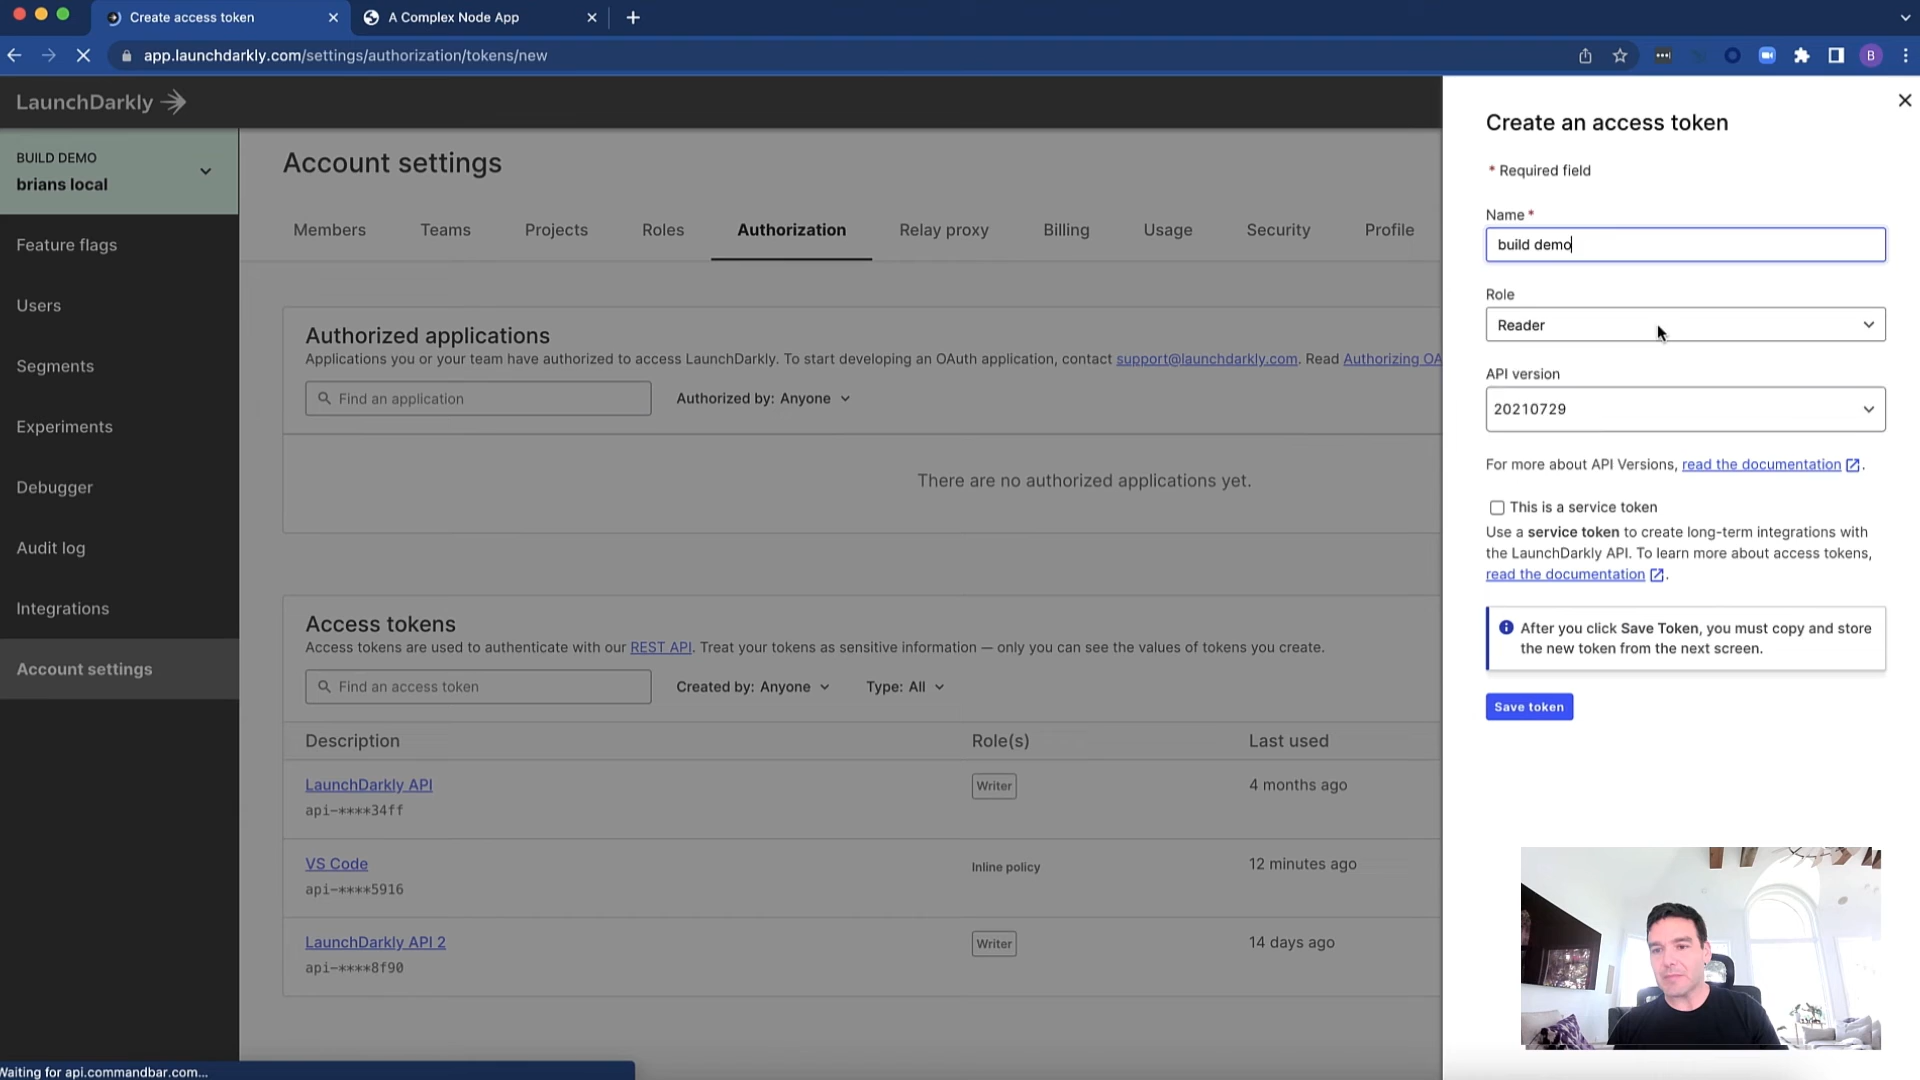 Create access token
A Complex Node App
app.launchdarkly.com/settings/authorization/tokens/new
B
LaunchDarkly
BUILD DEMO
brians local
Feature flags
Users
Segments
Experiments
Debugger
Audit log
Integrations
Account settings
Account settings
Members Teams Projects Roles Authorization Relay proxy Billing Usage Security Profile
Authorized applications
Applications you or your team have authorized to access LaunchDarkly. To start developing an OAuth application, contact support@launchdarkly.com. Read Authorizing OA
Find an application Authorized by: Anyone
There are no authorized applications yet.
Access tokens
Access tokens are used to authenticate with our REST API. Treat your tokens as sensitive information — only you can see the values of tokens you create.
Find an access token Created by: Anyone Type: All
Description Role(s) Last used
LaunchDarkly API Writer 4 months ago
api-****34ff
VS Code Inline policy 12 minutes ago
api-****5916
LaunchDarkly API 2 Writer 14 days ago
api-****8f90
Create an access token
* Required field
Name *
build demo
Role
Reader
API version
20210729
For more about API Versions, read the documentation.
This is a service token
Use a service token to create long-term integrations with
the LaunchDarkly API. To learn more about access tokens,
read the documentation.
After you click Save Token, you must copy and store
the new token from the next screen.
Save token
Waiting for api.commandbar.com...